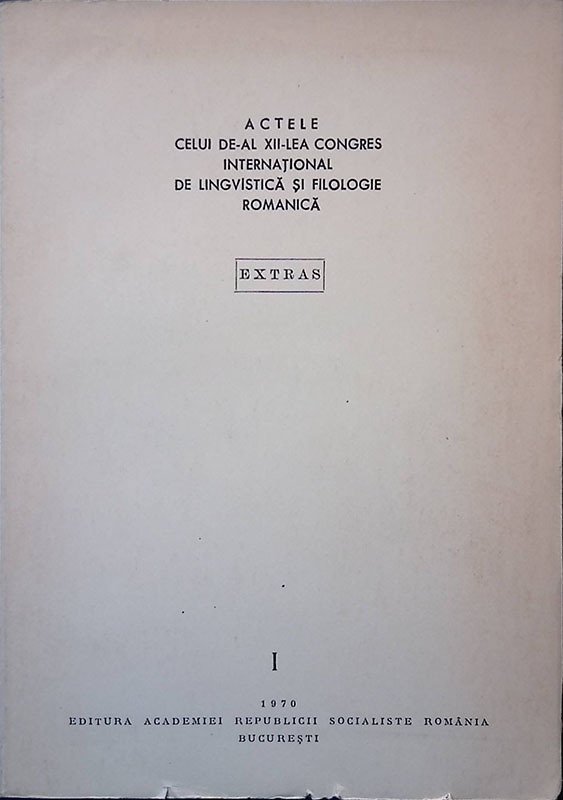 ACTELE
CELUI DE-AL XII-LEA CONGRES
INTERNAȚIONAL
DE LINGVISTICĂ ȘI FILOLOGIE
ROMANICĂ
EXTRAS
I
1970
EDITURA ACADEMIEI REPUBLICII SOCIALISTE ROMÂNIA
BUCUREȘTI